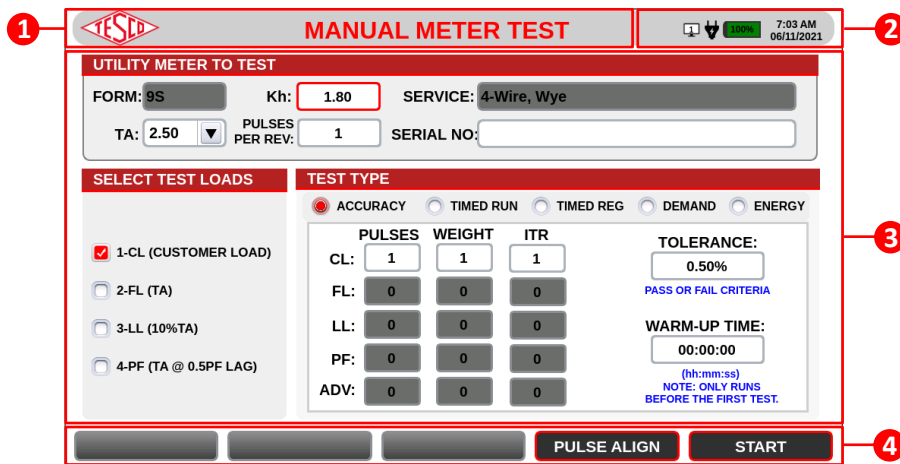 1
TESCO
MANUAL METER TEST
1
100%
7:03 AM
06/11/2021
2
UTILITY METER TO TEST
FORM: 9S
Kh: 1.80
SERVICE: 4-Wire, Wye
TA: 2.50
PULSES
PER REV: 1
SERIAL NO:
SELECT TEST LOADS
1-CL (CUSTOMER LOAD)
2-FL (TA)
3-LL (10%TA)
4-PF (TA @ 0.5PF LAG)
TEST TYPE
ACCURACY TIMED RUN TIMED REG DEMAND ENERGY
PULSES WEIGHT ITR
CL: 1 1 1
FL: 0 0 0
LL: 0 0 0
PF: 0 0 0
ADV: 0 0 0
TOLERANCE:
0.50%
PASS OR FAIL CRITERIA
WARM-UP TIME:
00:00:00
(hh:mm:ss)
NOTE: ONLY RUNS
BEFORE THE FIRST TEST.
3
PULSE ALIGN START
4